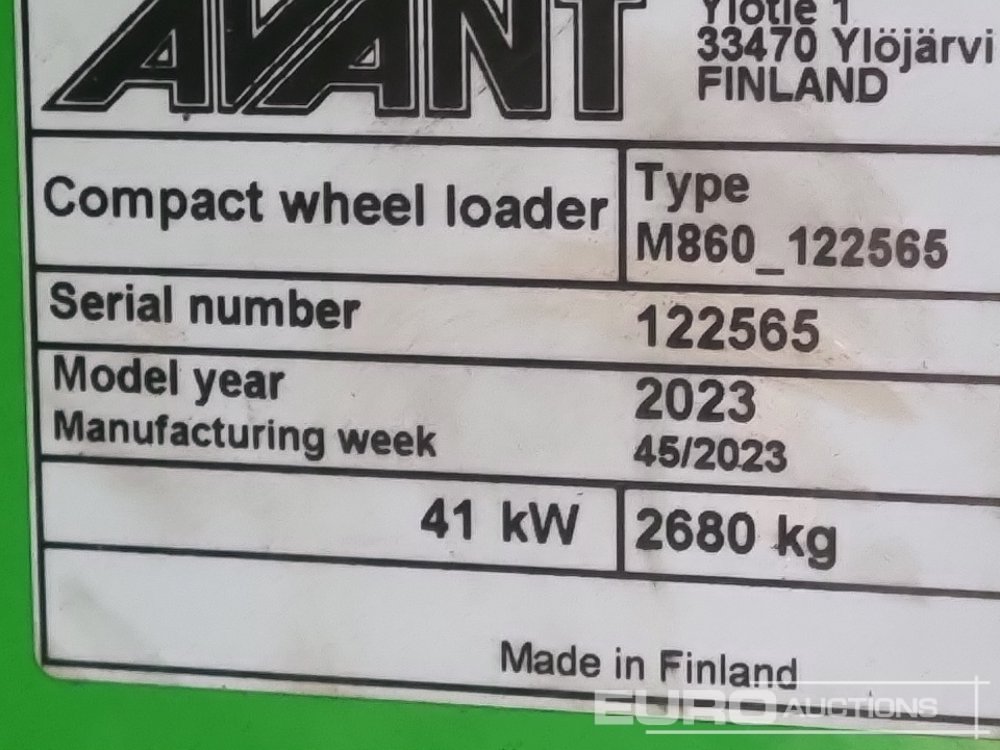 AVANT
Ylötie 1
33470 Ylöjärvi
FINLAND
Compact wheel loader
Type
M860_122565
Serial number
122565
Model year
2023
Manufacturing week
45/2023
41 kW
2680 kg
Made in Finland
EURO AUCTIONS